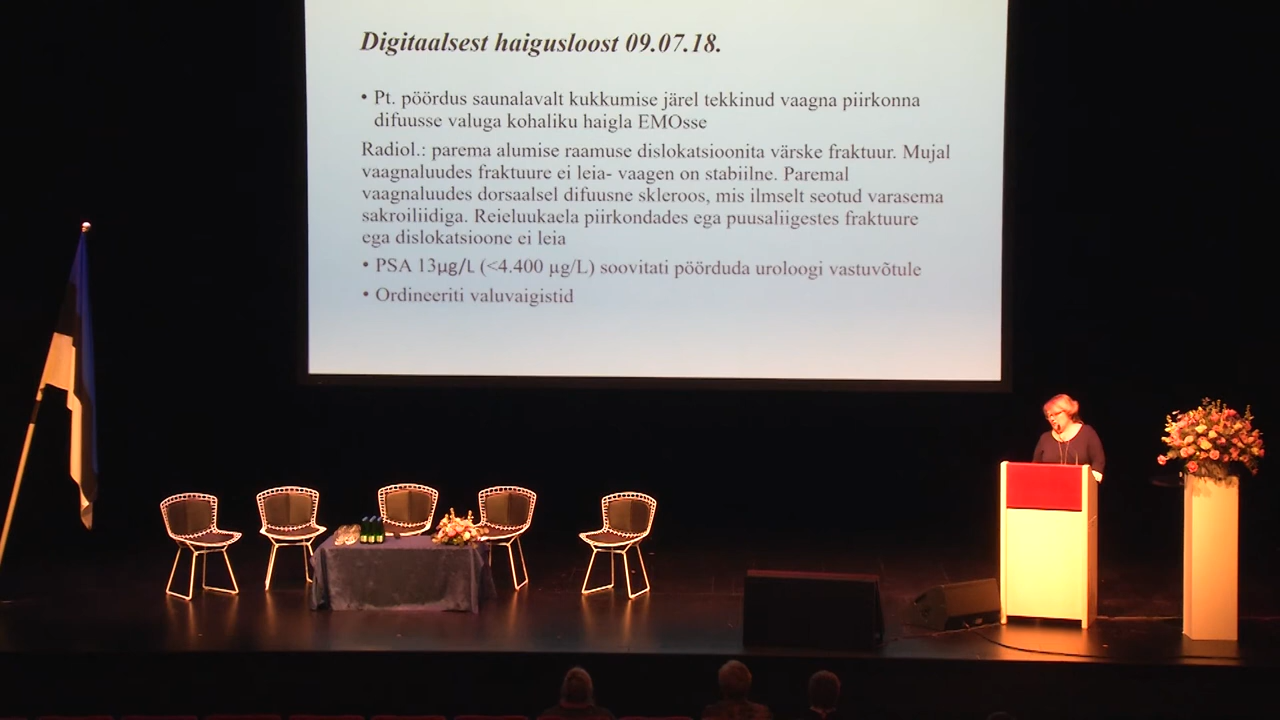 Digitaalsest haigusloost 09.07.18.
• Pt. pöördus saunalavalt kukkumise järel tekkinud vaagna piirkonna
difuusse valuga kohaliku haigla EMOsse
Radiol.: parema alumise raamuse dislokatsioonita värske fraktuur. Mujal
vaagnaluudes fraktuure ei leia- vaagen on stabiilne. Paremal
vaagnaluudes dorsaalsel difuusne skleroos, mis ilmselt seotud varasema
sakroiliidiga. Reieluukaela piirkondades ega puusaliigestes fraktuure
ega dislokatsioone ei leia
• PSA 13µg/L (<4.400 µg/L) soovitati pöörduda uroloogi vastuvõtule
• Ordineeriti valuvaigistid